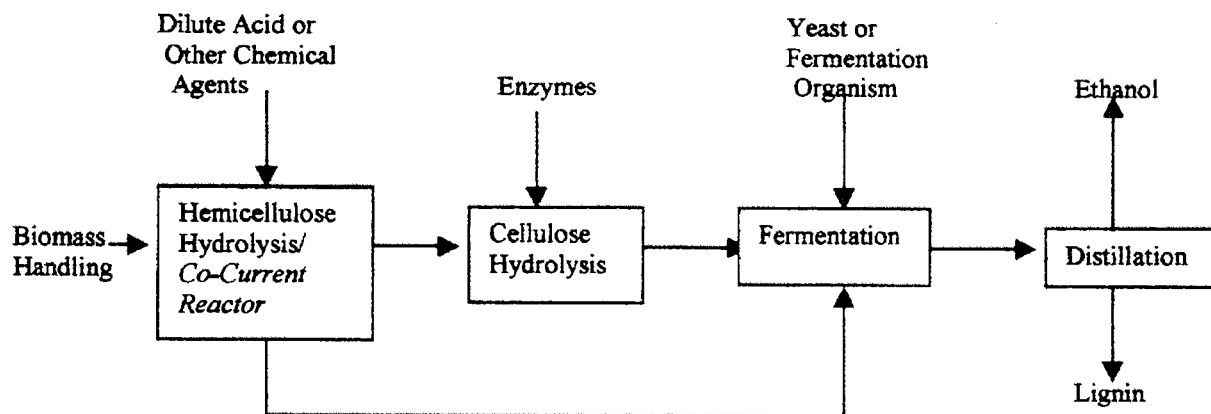 Dilute Acid or
Other Chemical
Agents
Yeast or
Fermentation
Organism
Enzymes
Ethanol
Biomass
Handling
Hemicellulose
Hydrolysis/
Co-Current
Reactor
Cellulose
Hydrolysis
Fermentation
Distillation
Lignin